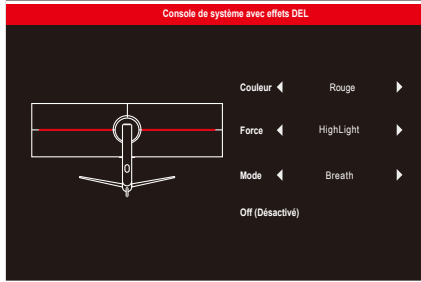 Console de système avec effets DEL
Couleur Rouge
Force HighLight
Mode Breath
Off (Désactivé)